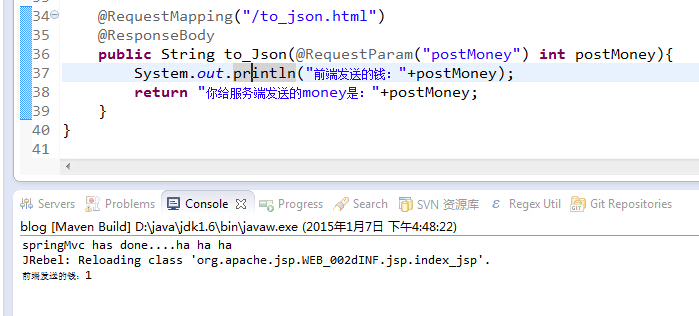 34 @RequestMapping("/to_json.html")
35 @ResponseBody
36 public String to_Json(@RequestParam("postMoney") int postMoney){
37 System.out.println("前端发送的钱："+postMoney);
38 return "你给服务端发送的money是："+postMoney;
39 }
40 }
41
Servers Problems Console Progress Search SVN 资源库 Regex Util Git Repositories
blog [Maven Build] D:\java\jdk1.6\bin\javaw.exe (2015年1月7日 下午4:48:22)
springMvc has done....ha ha ha
JRebel: Reloading class 'org.apache.jsp.WEB_002dINF.jsp.index_jsp'.
前端发送的钱：1